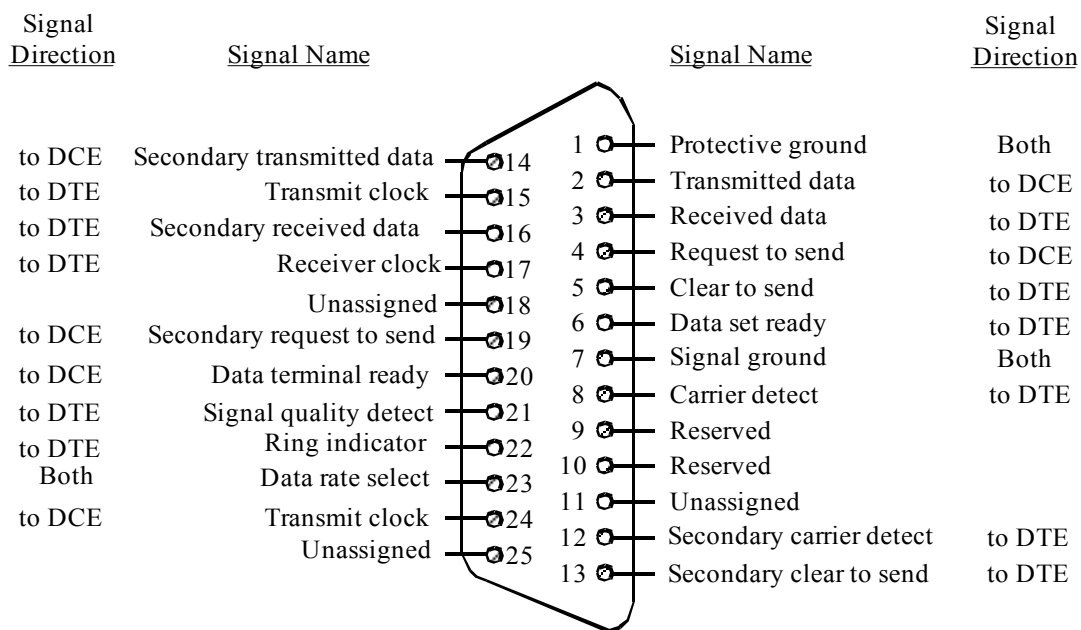 Signal Direction Signal Name Signal Name Signal Direction
to DCE Secondary transmitted data 14
to DTE Transmit clock 15
to DTE Secondary received data 16
to DTE Receiver clock 17
Unassigned 18
to DCE Secondary request to send 19
to DCE Data terminal ready 20
to DTE Signal quality detect 21
to DTE Ring indicator 22
Both Data rate select 23
to DCE Transmit clock 24
Unassigned 25
1 Protective ground Both
2 Transmitted data to DCE
3 Received data to DTE
4 Request to send to DCE
5 Clear to send to DTE
6 Data set ready to DTE
7 Signal ground Both
8 Carrier detect to DTE
9 Reserved
10 Reserved
11 Unassigned
12 Secondary carrier detect to DTE
13 Secondary clear to send to DTE